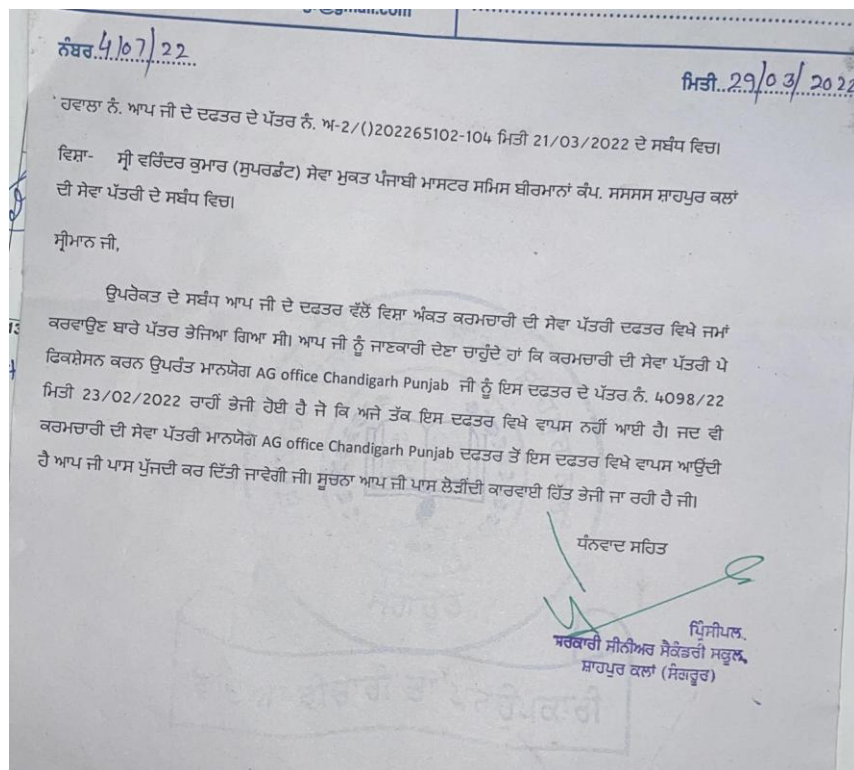 @gmail.com
ਨੰਬਰ.4/07/22
ਮਿਤੀ..29/03/2022
ਹਵਾਲਾ ਨੰ. ਆਪ ਜੀ ਦੇ ਦਫਤਰ ਦੇ ਪੱਤਰ ਨੰ. ਅ-2/()202265102-104 ਮਿਤੀ 21/03/2022 ਦੇ ਸਬੰਧ ਵਿਚ।
ਵਿਸ਼ਾ- ਸ੍ਰੀ ਵਰਿੰਦਰ ਕੁਮਾਰ (ਸੁਪਰਡੰਟ) ਸੇਵਾ ਮੁਕਤ ਪੰਜਾਬੀ ਮਾਸਟਰ ਸਮਿਸ ਬੀਰਮਾਨਾਂ ਕੰਪ. ਸਸਸਸ ਸ਼ਾਹਪੁਰ ਕਲਾਂ
ਦੀ ਸੇਵਾ ਪੱਤਰੀ ਦੇ ਸਬੰਧ ਵਿਚ।
ਸ੍ਰੀਮਾਨ ਜੀ,
ਉਪਰੋਕਤ ਦੇ ਸਬੰਧ ਆਪ ਜੀ ਦੇ ਦਫਤਰ ਵੱਲੋਂ ਵਿਸ਼ਾ ਅੰਕਤ ਕਰਮਚਾਰੀ ਦੀ ਸੇਵਾ ਪੱਤਰੀ ਦਫਤਰ ਵਿਖੇ ਜਮਾਂ
ਕਰਵਾਉਣ ਬਾਰੇ ਪੱਤਰ ਭੇਜਿਆ ਗਿਆ ਸੀ। ਆਪ ਜੀ ਨੂੰ ਜਾਣਕਾਰੀ ਦੇਣਾ ਚਾਹੁੰਦੇ ਹਾਂ ਕਿ ਕਰਮਚਾਰੀ ਦੀ ਸੇਵਾ ਪੱਤਰੀ ਪੇ
ਫਿਕਸ਼ੇਸਨ ਕਰਨ ਉਪਰੰਤ ਮਾਨਯੋਗ AG office Chandigarh Punjab ਜੀ ਨੂੰ ਇਸ ਦਫਤਰ ਦੇ ਪੱਤਰ ਨੰ. 4098/22
ਮਿਤੀ 23/02/2022 ਰਾਹੀਂ ਭੇਜੀ ਹੋਈ ਹੈ ਜੋ ਕਿ ਅਜੇ ਤੱਕ ਇਸ ਦਫਤਰ ਵਿਖੇ ਵਾਪਸ ਨਹੀਂ ਆਈ ਹੈ। ਜਦ ਵੀ
ਕਰਮਚਾਰੀ ਦੀ ਸੇਵਾ ਪੱਤਰੀ ਮਾਨਯੋਗ AG office Chandigarh Punjab ਦਫਤਰ ਤੋਂ ਇਸ ਦਫਤਰ ਵਿਖੇ ਵਾਪਸ ਆਉਂਦੀ
ਹੈ ਆਪ ਜੀ ਪਾਸ ਪੁੱਜਦੀ ਕਰ ਦਿੱਤੀ ਜਾਵੇਗੀ ਜੀ। ਸੂਚਨਾ ਆਪ ਜੀ ਪਾਸ ਲੋੜੀਂਦੀ ਕਾਰਵਾਈ ਹਿੱਤ ਭੇਜੀ ਜਾ ਰਹੀ ਹੈ ਜੀ।
ਧੰਨਵਾਦ ਸਹਿਤ
ਪ੍ਰਿੰਸੀਪਲ,
ਸਰਕਾਰੀ ਸੀਨੀਅਰ ਸੈਕੰਡਰੀ ਸਕੂਲ,
ਸ਼ਾਹਪੁਰ ਕਲਾਂ (ਸੰਗਰੂਰ)